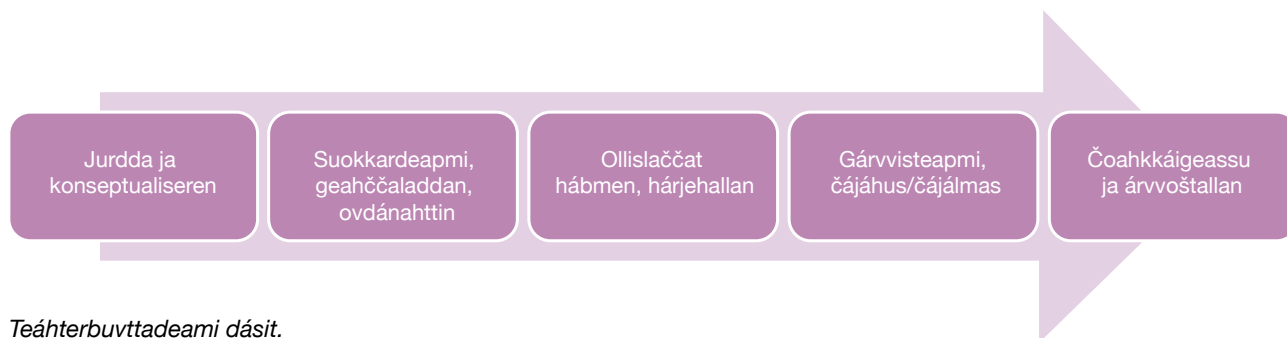 Jurdda ja
konseptualiseren
Suokkardeapmi,
geahččaladdan,
ovdánahttin
Ollislaččat
hábmen, hárjehallan
Gárvvisteapmi,
čájáhus/čájálmas
Čoahkkáigeassu
ja árvvoštallan
Teáhterbuvttadeami dásit.